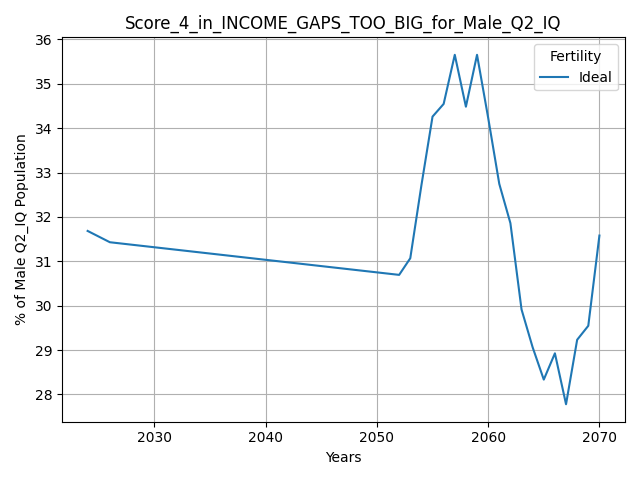 Score_4_in_INCOME_GAPS_TOO_BIG_for_Male_Q2_IQ
Fertility
Ideal
% of Male Q2_IQ Population
36
35
34
33
32
31
30
29
28
2030
2040
2050
2060
2070
Years